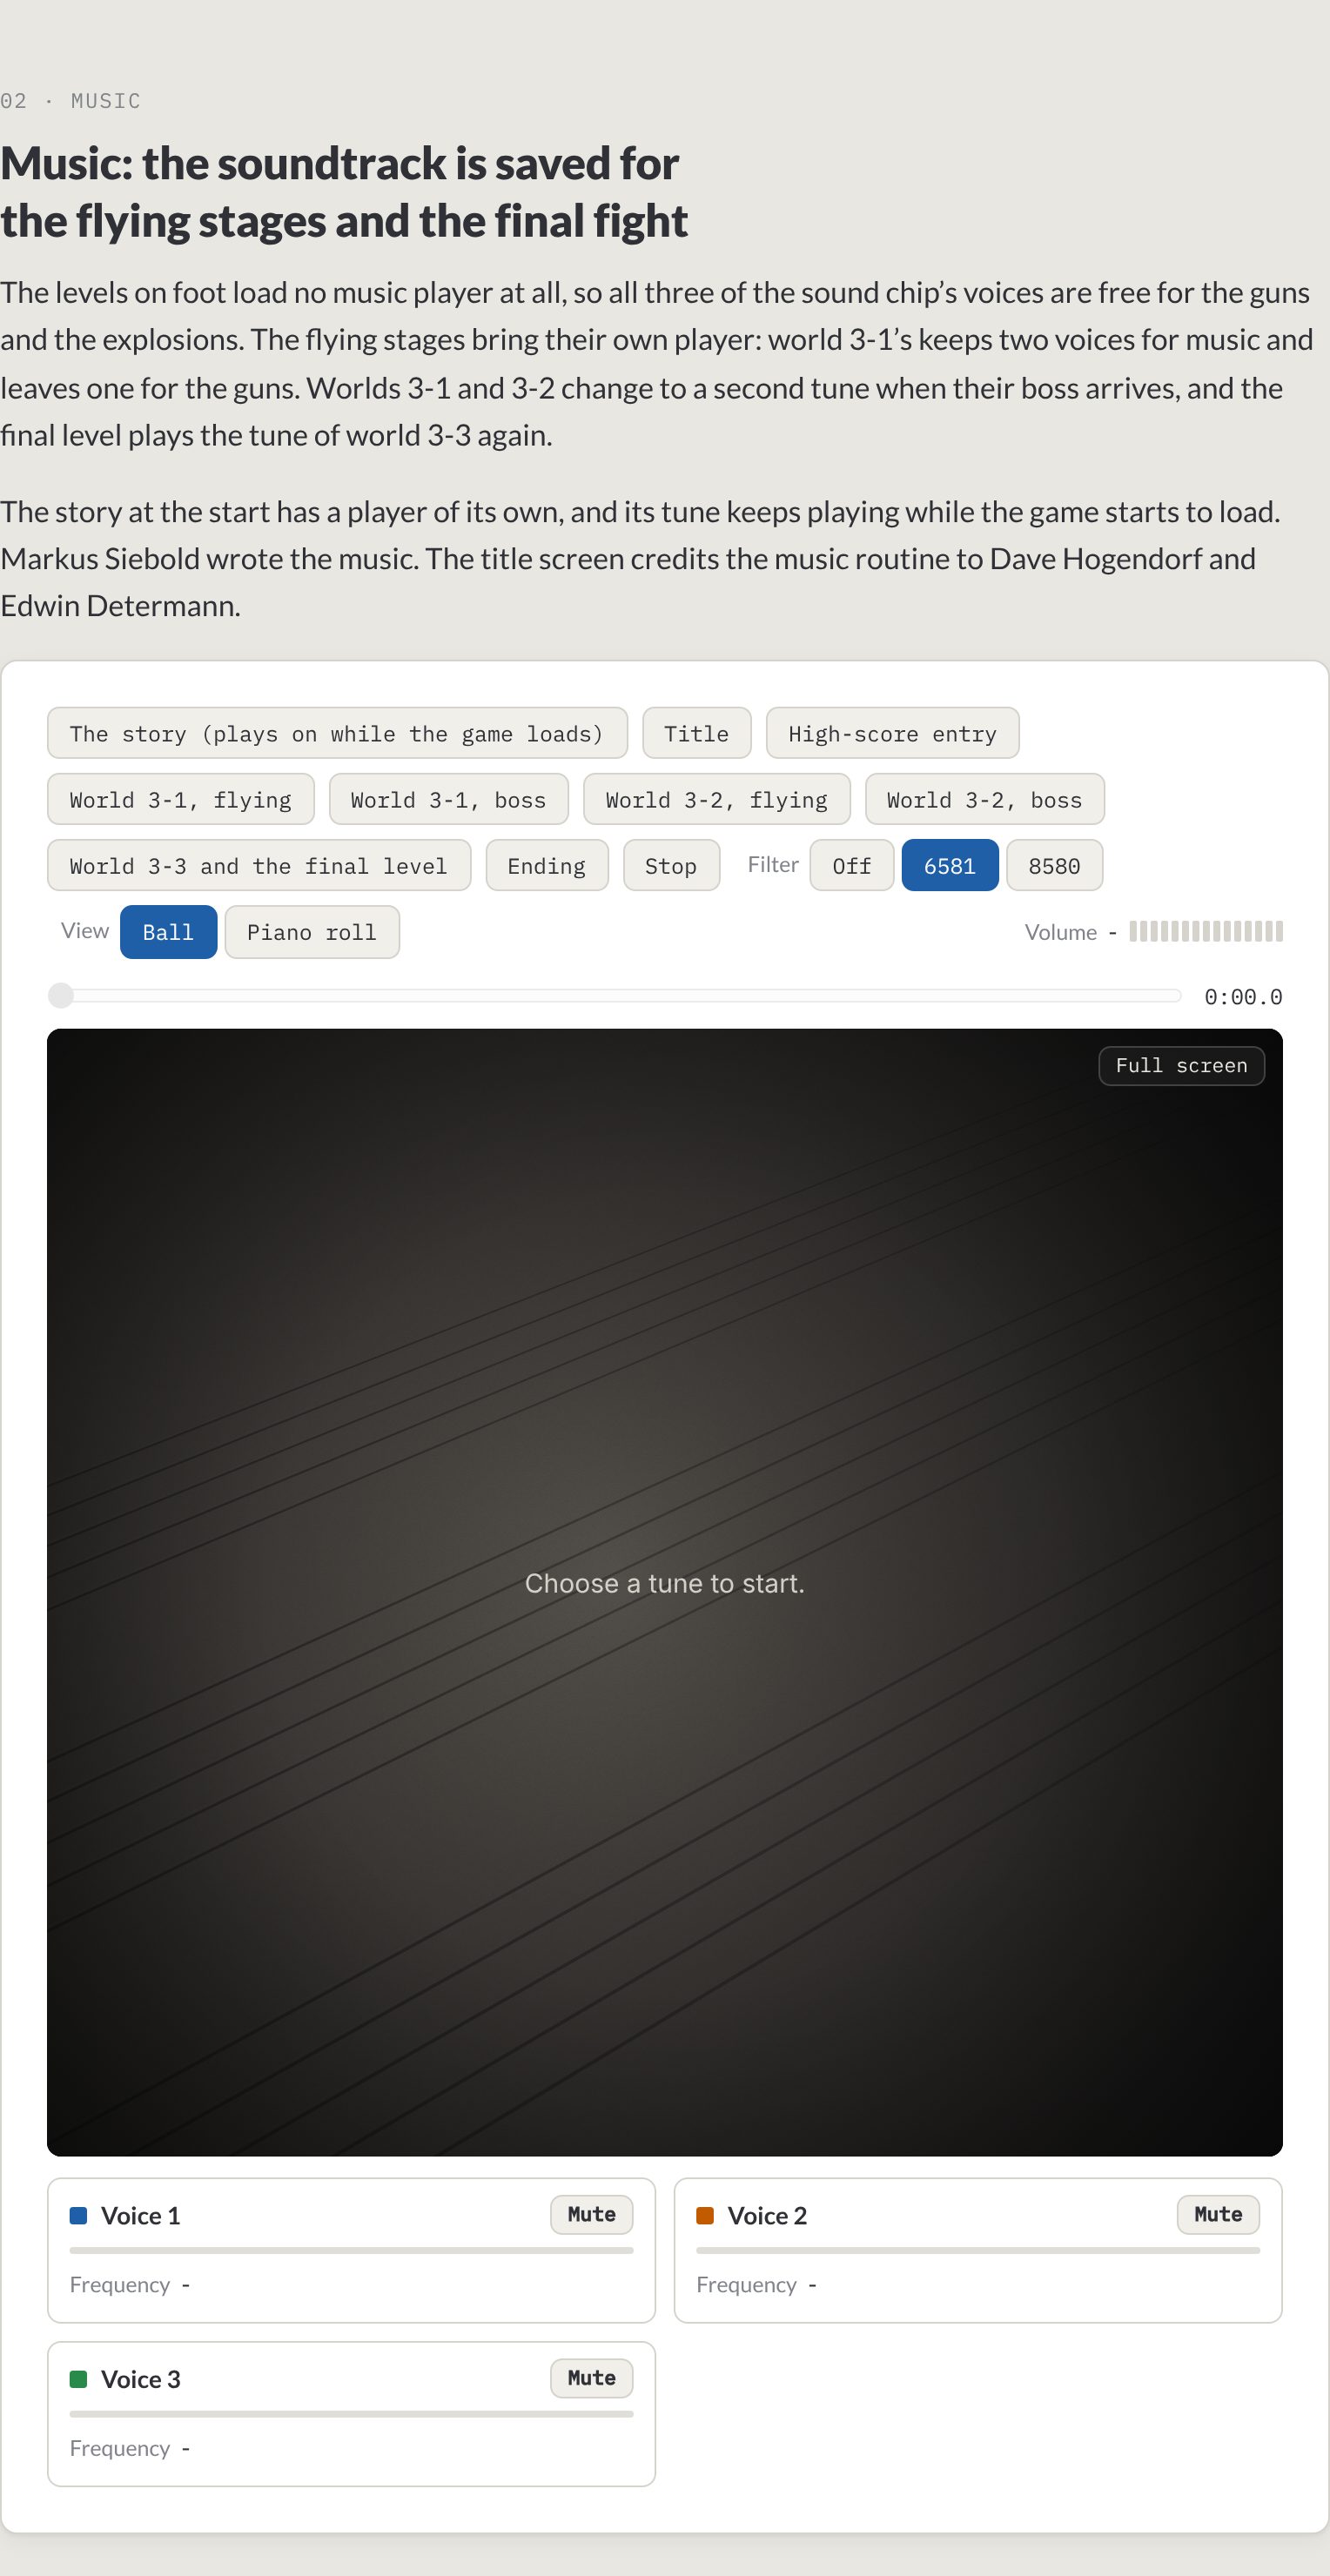 02 · MUSIC
Music: the soundtrack is saved for
the flying stages and the final fight
The levels on foot load no music player at all, so all three of the sound chip’s voices are free for the guns
and the explosions. The flying stages bring their own player: world 3-1’s keeps two voices for music and
leaves one for the guns. Worlds 3-1 and 3-2 change to a second tune when their boss arrives, and the
final level plays the tune of world 3-3 again.
The story at the start has a player of its own, and its tune keeps playing while the game starts to load.
Markus Siebold wrote the music. The title screen credits the music routine to Dave Hogendorf and
Edwin Determann.
The story (plays on while the game loads) Title High-score entry
World 3-1, flying World 3-1, boss World 3-2, flying World 3-2, boss
World 3-3 and the final level Ending Stop Filter Off 6581 8580
View Ball Piano roll Volume -
0:00.0
Full screen
Choose a tune to start.
Voice 1 Mute Voice 2 Mute
Frequency - Frequency -
Voice 3 Mute
Frequency -